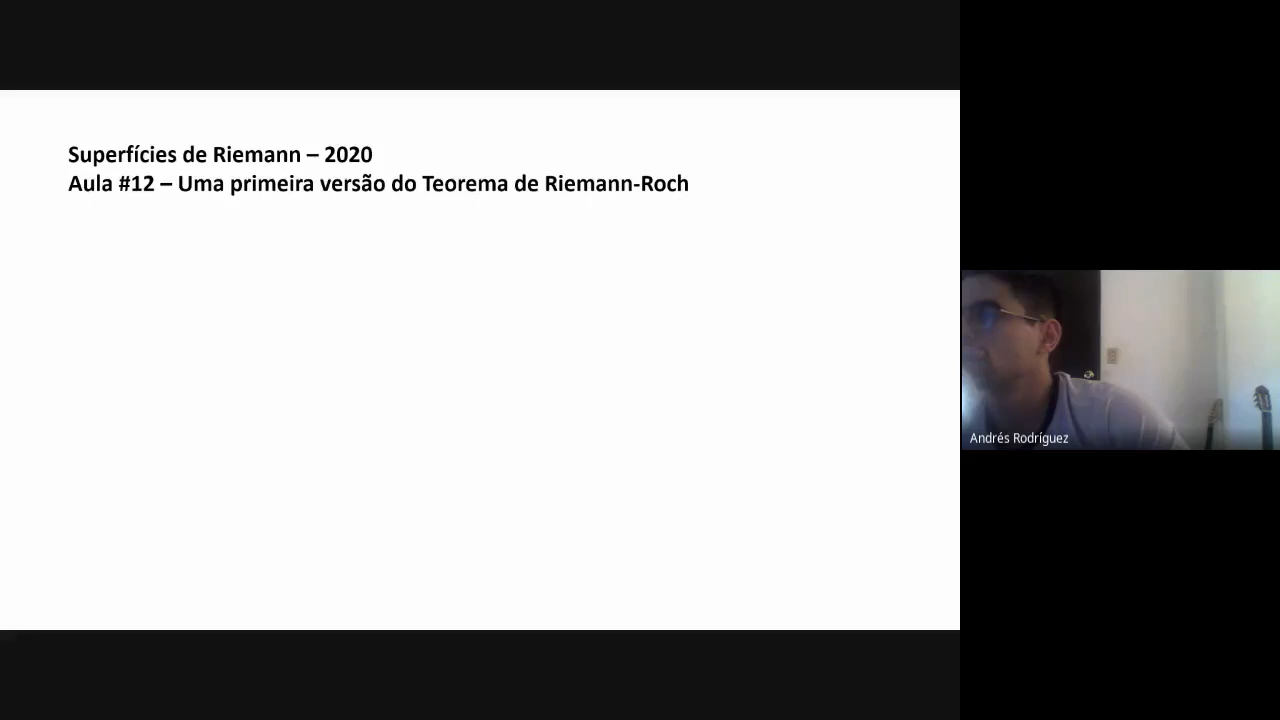 Superfícies de Riemann – 2020
Aula #12 – Uma primeira versão do Teorema de Riemann-Roch
Andrés Rodríguez